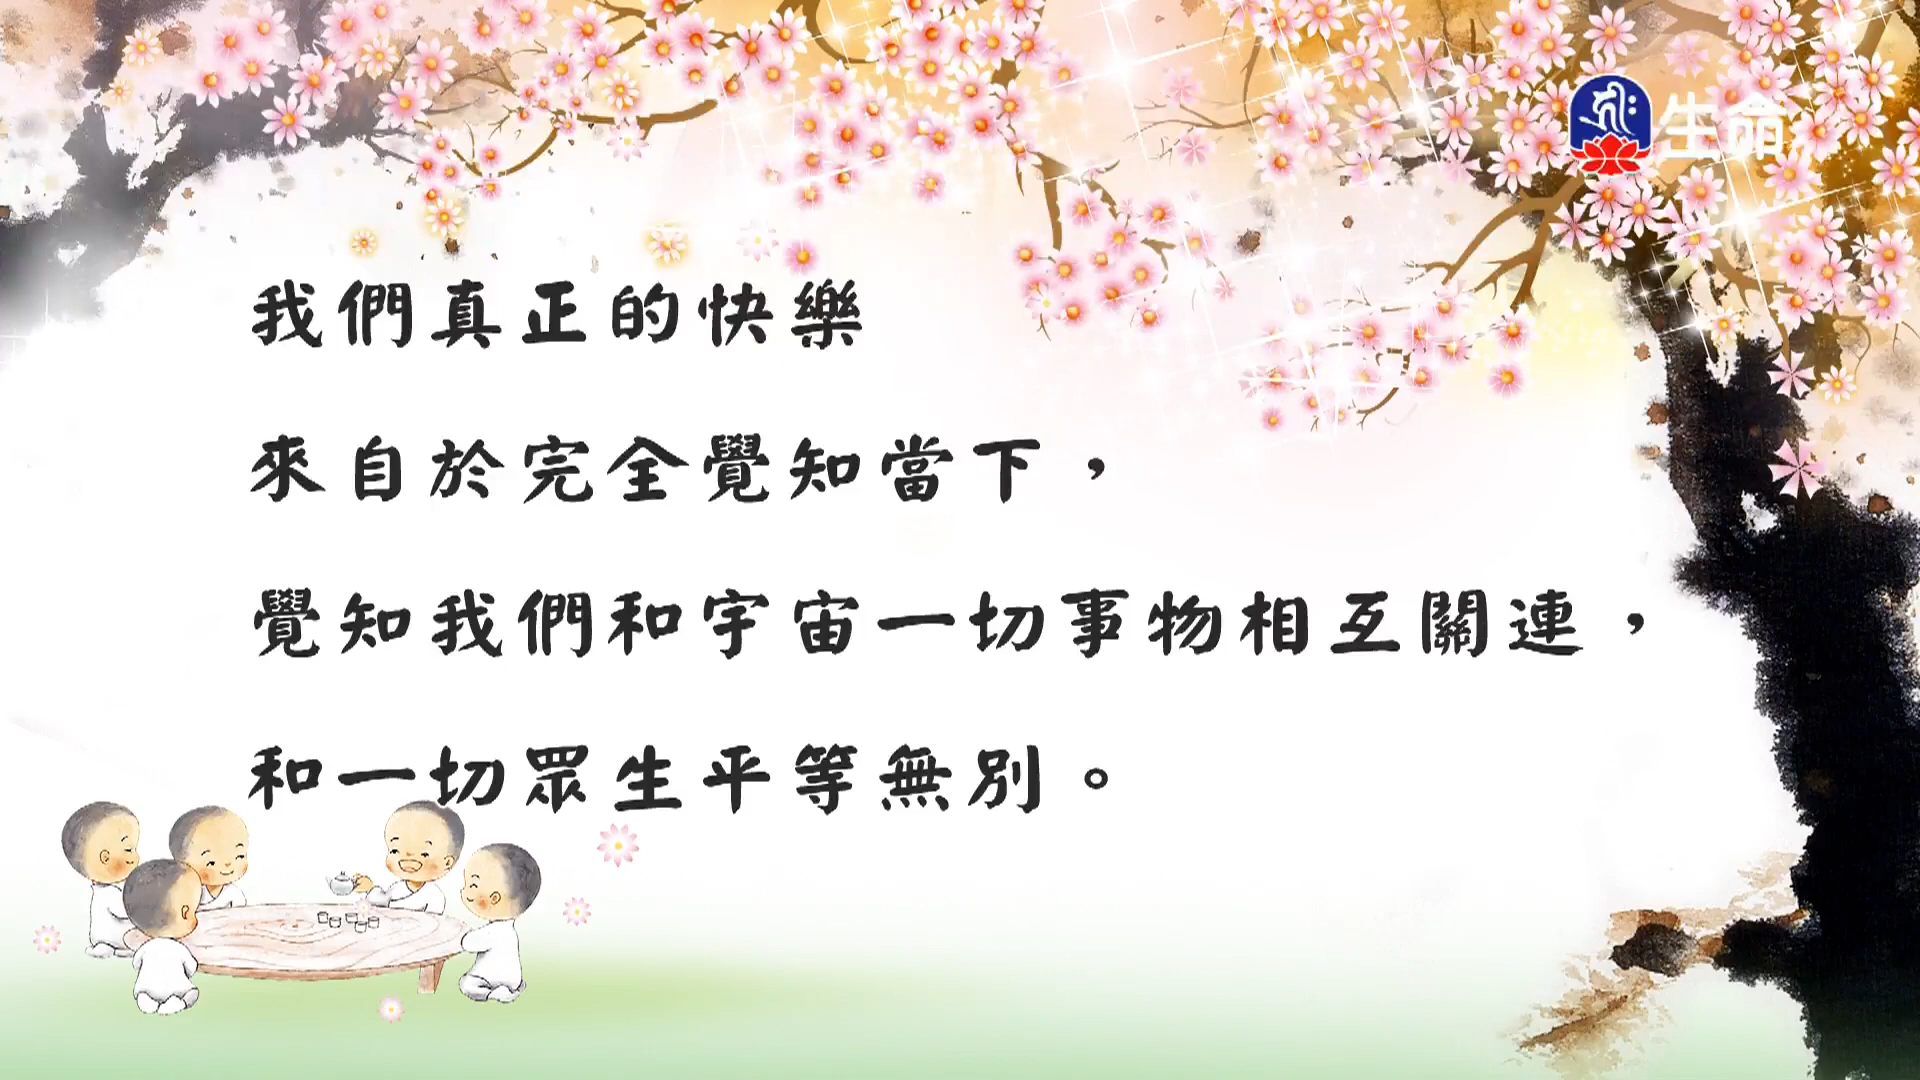 生命
我們真正的快樂
來自於完全覺知當下，
覺知我們和宇宙一切事物相互關連，
和一切眾生平等無別。